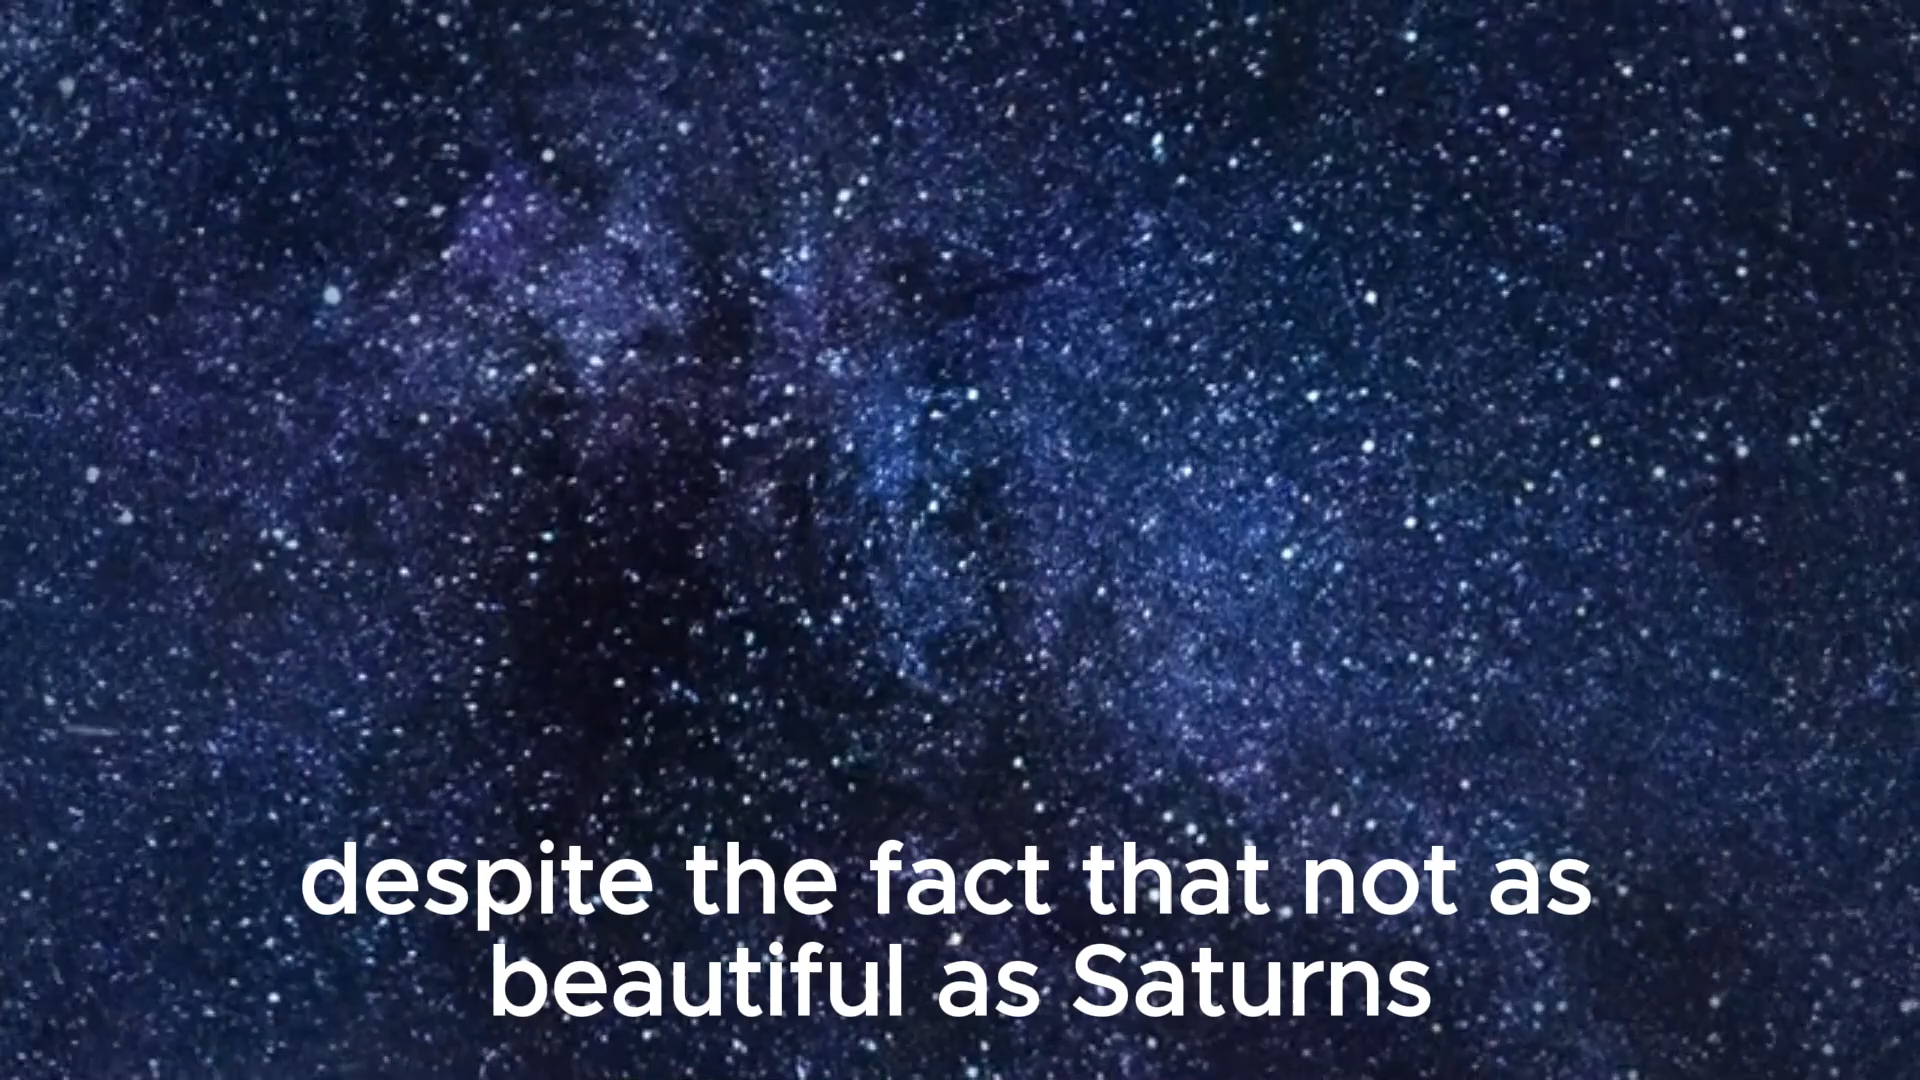 despite the fact that not as
beautiful as Saturns